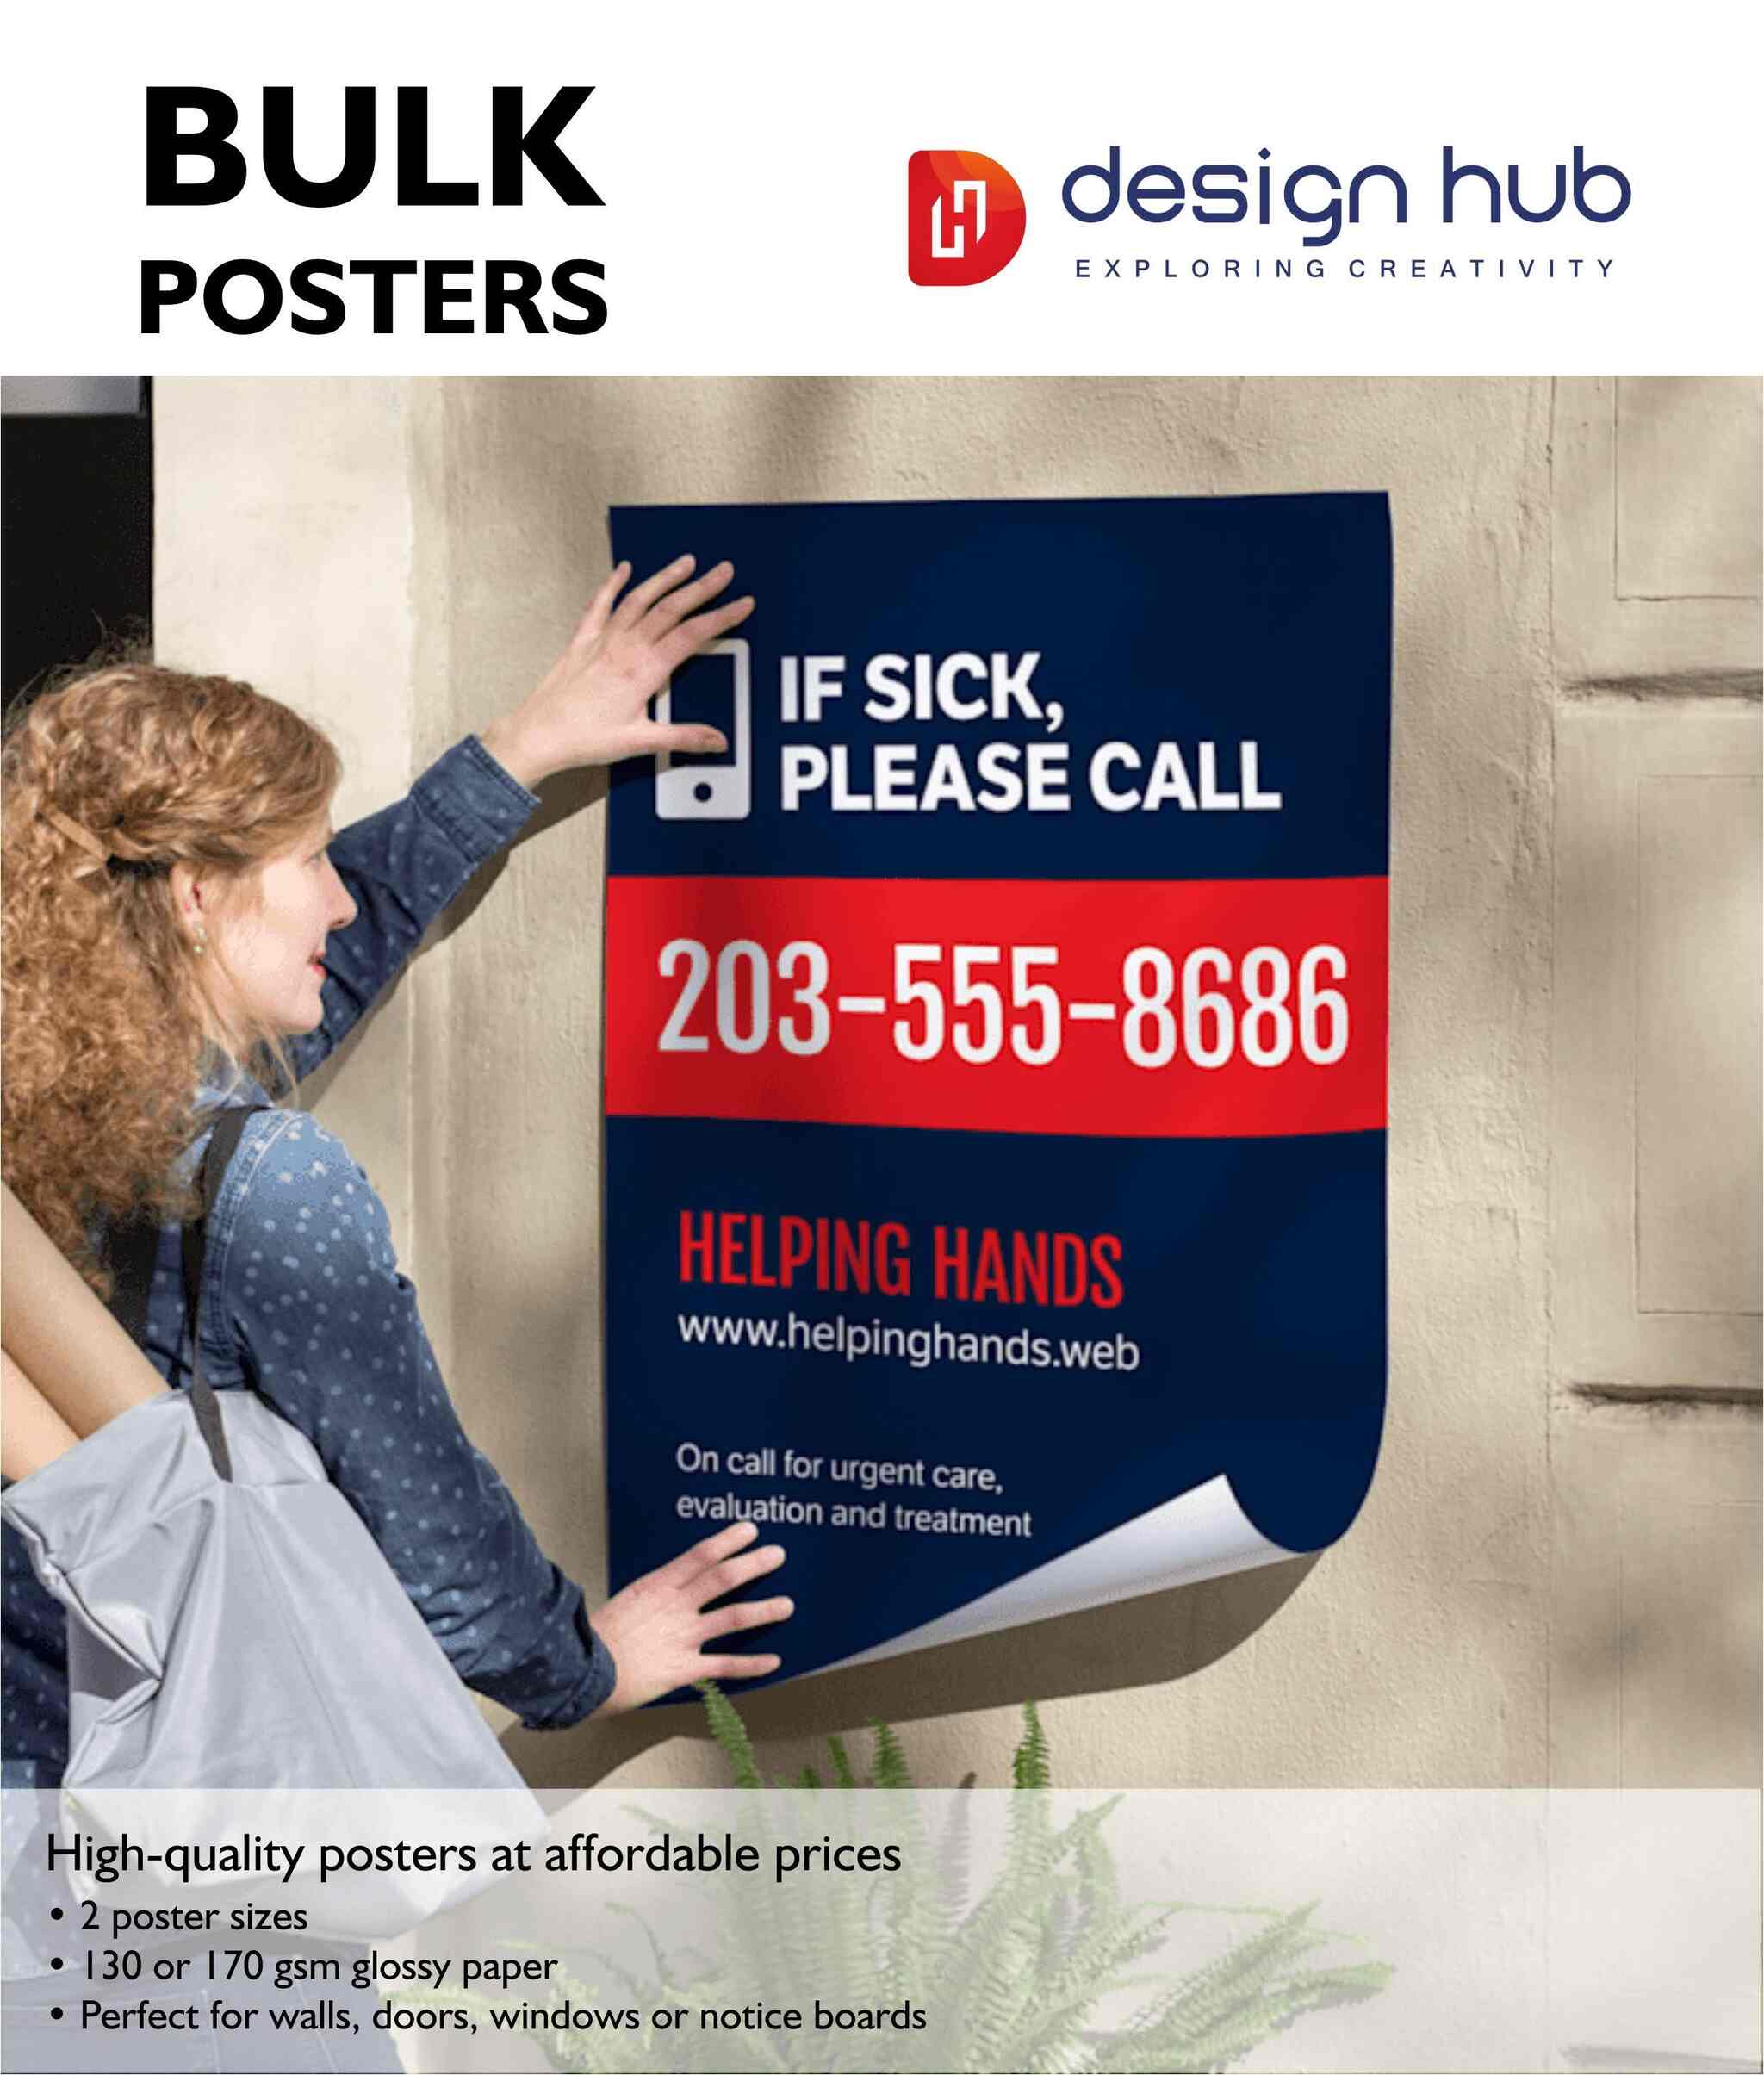 BULK
POSTERS
design hub
EXPLORING CREATIVITY
IF SICK,
PLEASE CALL
203-555-8686
HELPING HANDS
www.helpinghands.web
On call for urgent care,
evaluation and treatment
High-quality posters at affordable prices
• 2 poster sizes
• 130 or 170 gsm glossy paper
• Perfect for walls, doors, windows or notice boards